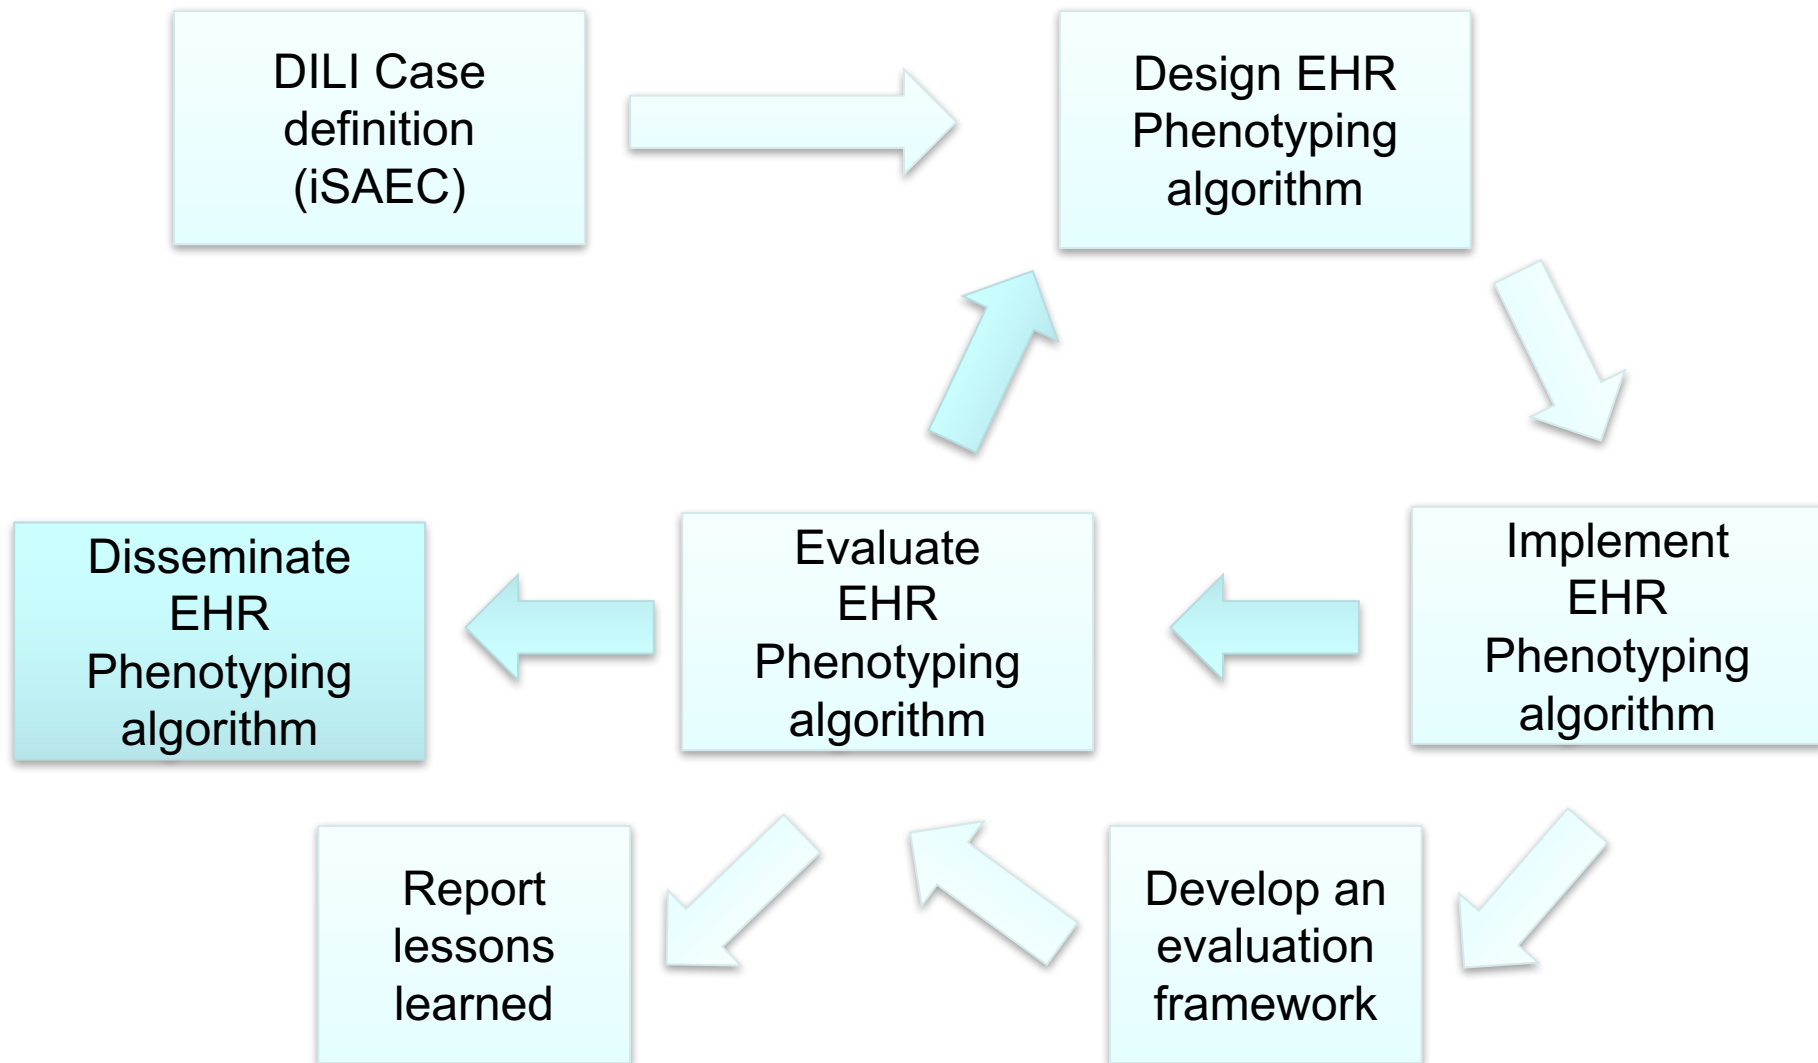 DILI Case
definition
(iSAEC)
Design EHR
Phenotyping
algorithm
Disseminate
EHR
Phenotyping
algorithm
Evaluate
EHR
Phenotyping
algorithm
Implement
EHR
Phenotyping
algorithm
Report
lessons
learned
Develop an
evaluation
framework